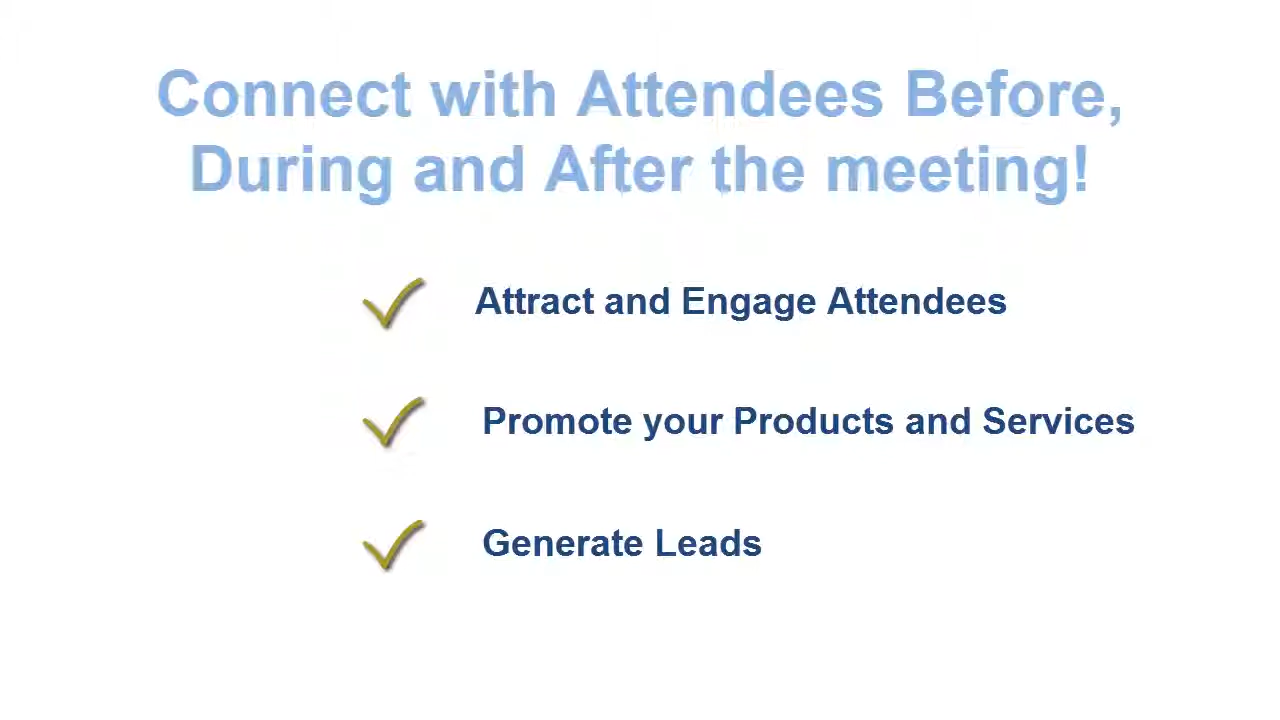 Connect with Attendees Before,
During and After the meeting!
Attract and Engage Attendees
Promote your Products and Services
Generate Leads